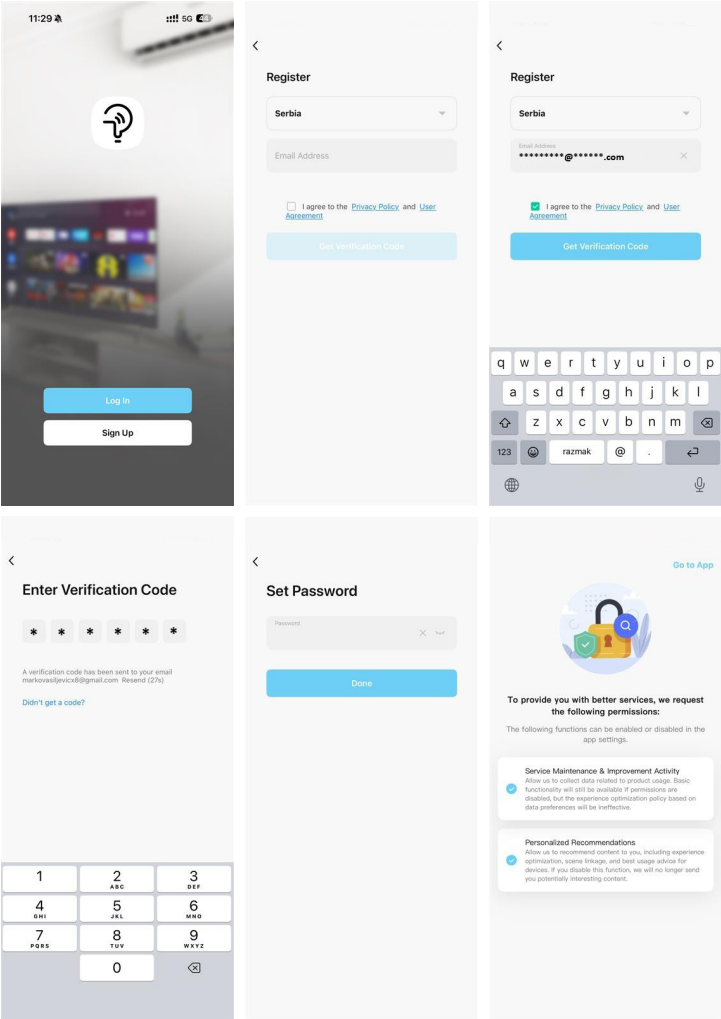 11:29
5G
Log In
Sign Up
Register
Serbia
Email Address
I agree to the Privacy Policy and User
Agreement
Get Verification Code
Register
Serbia
Email Address
*********@******.com
I agree to the Privacy Policy and User
Agreement
Get Verification Code
q w e r t y u i o p
a s d f g h j k l
z x c v b n m
123 razmak @ .
Enter Verification Code
* * * * * *
A verification code has been sent to your email
markovasiljevicx8@gmail.com Resend (27s)
Didn't get a code?
1 2 3
ABC DEF
4 5 6
GHI JKL MNO
7 8 9
PQRS TUV WXYZ
0
Set Password
Password
Done
Go to App
To provide you with better services, we request
the following permissions:
The following functions can be enabled or disabled in the
app settings.
Service Maintenance & Improvement Activity
Allow us to collect data related to product usage. Basic
functionality will still be available if permissions are
disabled, but the experience optimization policy based on
data preferences will be ineffective.
Personalized Recommendations
Allow us to recommend content to you, including experience
optimization, scene linkage, and best usage advice for
devices. If you disable this function, we will no longer send
you potentially interesting content.